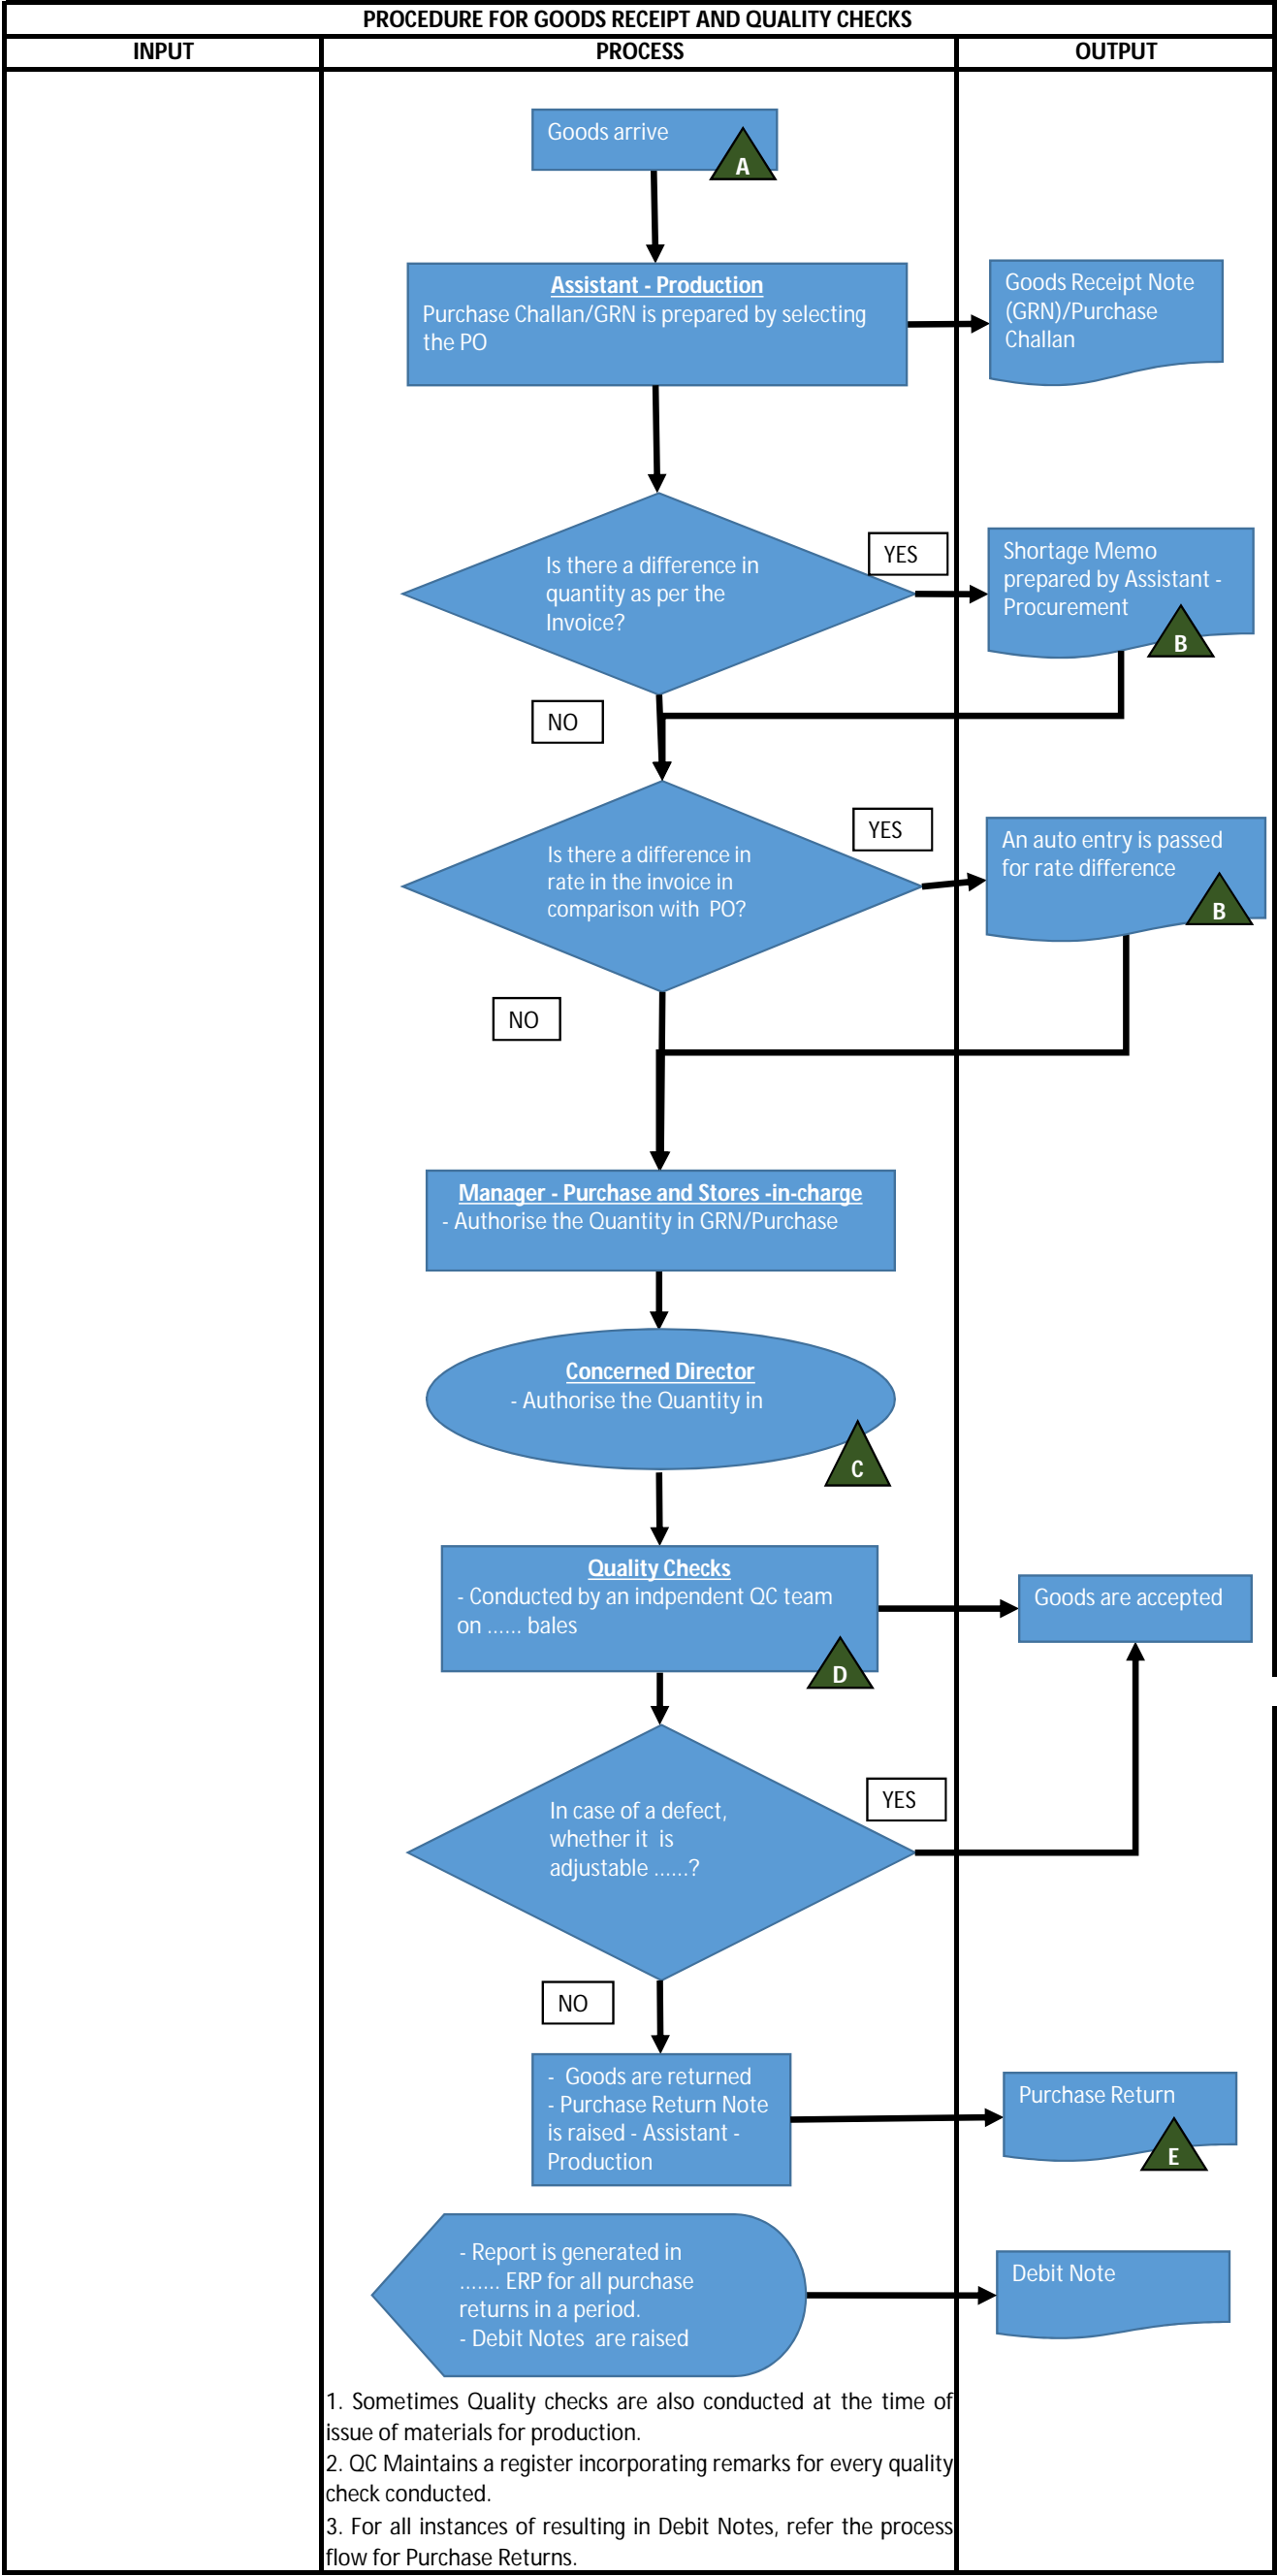 PROCEDURE FOR GOODS RECEIPT AND QUALITY CHECKS
INPUT
PROCESS
OUTPUT
Goods arrive
A
Assistant - Production
Purchase Challan/GRN is prepared by selecting
the PO
Goods Receipt Note
(GRN)/Purchase
Challan
Is there a difference in
quantity as per the
Invoice?
YES
Shortage Memo
prepared by Assistant -
Procurement
B
NO
Is there a difference in
rate in the invoice in
comparison with PO?
YES
An auto entry is passed
for rate difference
B
NO
Manager - Purchase and Stores -in-charge
- Authorise the Quantity in GRN/Purchase
Concerned Director
- Authorise the Quantity in
C
Quality Checks
- Conducted by an indpendent QC team
on ...... bales
D
Goods are accepted
In case of a defect,
whether it is
adjustable ......?
YES
NO
- Goods are returned
- Purchase Return Note
is raised - Assistant -
Production
Purchase Return
E
- Report is generated in
....... ERP for all purchase
returns in a period.
- Debit Notes are raised
Debit Note
1. Sometimes Quality checks are also conducted at the time of
issue of materials for production.
2. QC Maintains a register incorporating remarks for every quality
check conducted.
3. For all instances of resulting in Debit Notes, refer the process
flow for Purchase Returns.